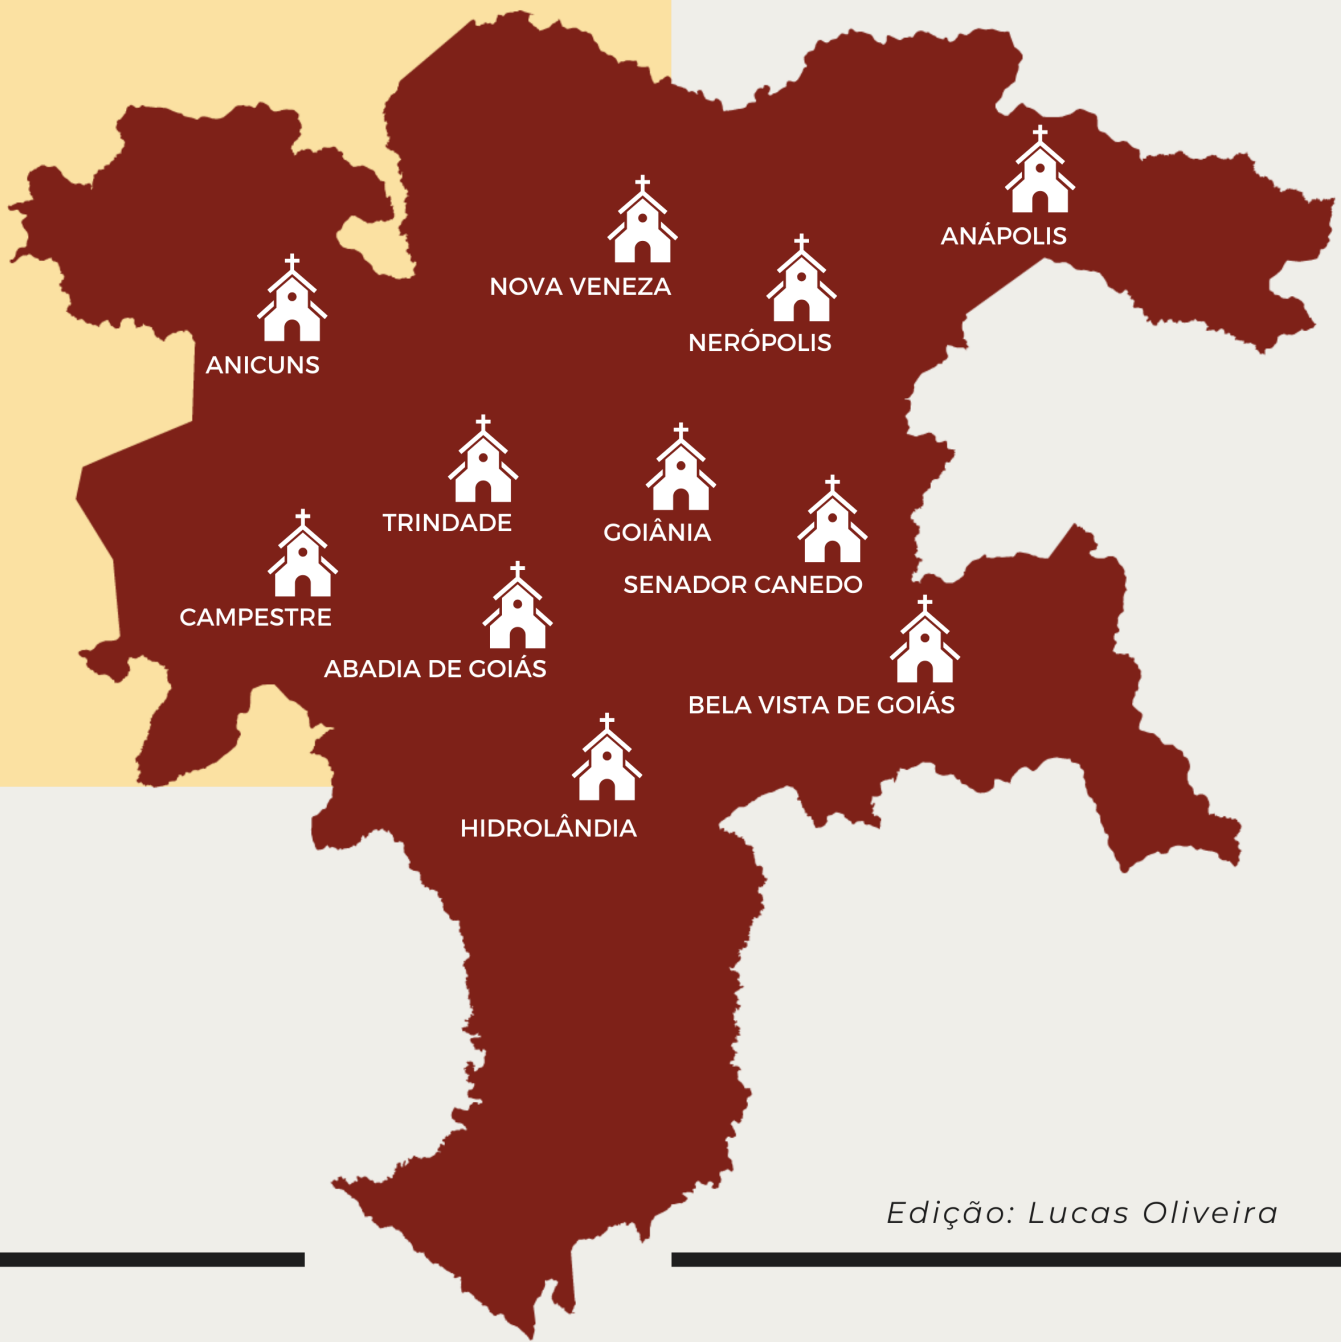 ANÁPOLIS
NOVA VENEZA
NERÓPOLIS
ANICUNS
TRINDADE
GOIÂNIA
SENADOR CANEDO
CAMPESTRE
ABADIA DE GOIÁS
BELA VISTA DE GOIÁS
HIDROLÂNDIA
Edição: Lucas Oliveira